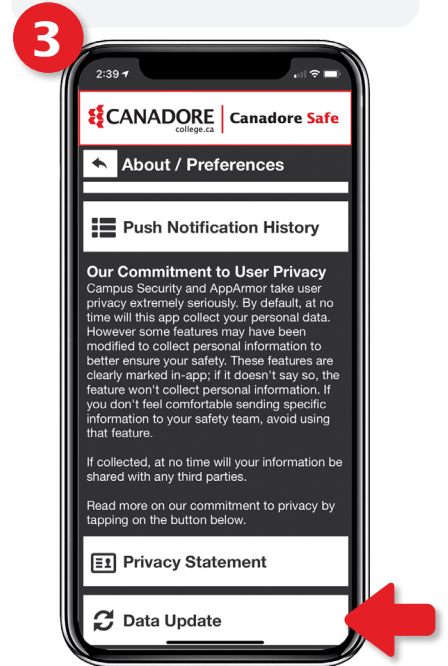 3
2:39
CANADORE
college.ca
Canadore Safe
About / Preferences
Push Notification History
Our Commitment to User Privacy
Campus Security and AppArmor take user
privacy extremely seriously. By default, at no
time will this app collect your personal data.
However some features may have been
modified to collect personal information to
better ensure your safety. These features are
clearly marked in-app; if it doesn't say so, the
feature won't collect personal information. If
you don't feel comfortable sending specific
information to your safety team, avoid using
that feature.
If collected, at no time will your information be
shared with any third parties.
Read more on our commitment to privacy by
tapping on the button below.
Privacy Statement
Data Update